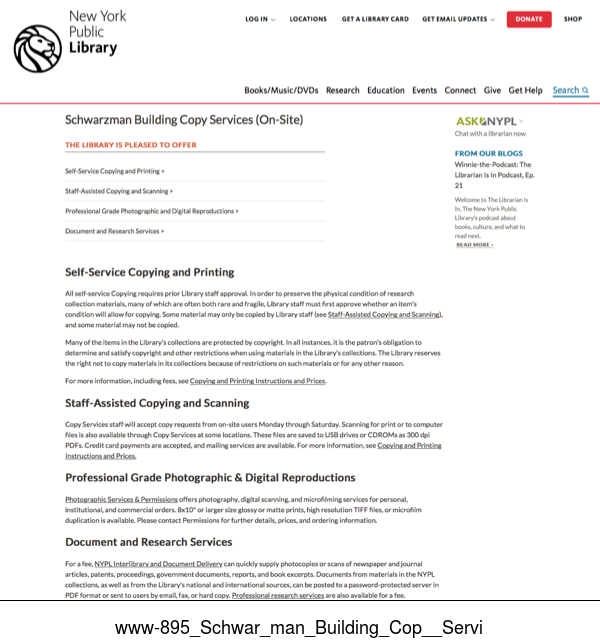 New York
Public
Library
LOG IN
LOCATIONS
GET A LIBRARY CARD
GET EMAIL UPDATES
DONATE
SHOP
Books/Music/DVDs Research Education Events Connect Give Get Help Search
Schwarzman Building Copy Services (On-Site)
THE LIBRARY IS PLEASED TO OFFER
Self-Service Copying and Printing >
Staff-Assisted Copying and Scanning >
Professional Grade Photographic and Digital Reproductions >
Document and Research Services >
ASK NYPL >
Chat with a librarian now
FROM OUR BLOGS
Winnie-the-Podcast: The
Librarian Is In Podcast, Ep.
21
Welcome to The Librarian Is
In, The New York Public
Library's podcast about
books, culture, and what to
read next.
READ MORE ›
Self-Service Copying and Printing
All self-service Copying requires prior Library staff approval. In order to preserve the physical condition of research
collection materials, many of which are often both rare and fragile, Library staff must first approve whether an item's
condition will allow for copying. Some material may only be copied by Library staff (see Staff-Assisted Copying and Scanning),
and some material may not be copied.
Many of the items in the Library's collections are protected by copyright. In all instances, it is the patron's obligation to
determine and satisfy copyright and other restrictions when using materials in the Library's collections. The Library reserves
the right not to copy materials in its collections because of restrictions on such materials or for any other reason.
For more information, including fees, see Copying and Printing Instructions and Prices.
Staff-Assisted Copying and Scanning
Copy Services staff will accept copy requests from on-site users Monday through Saturday. Scanning for print or to computer
files is also available through Copy Services at some locations. These files are saved to USB drives or CDROMs as 300 dpi
PDFs. Credit card payments are accepted, and mailing services are available. For more information, see Copying and Printing
Instructions and Prices.
Professional Grade Photographic & Digital Reproductions
Photographic Services & Permissions offers photography, digital scanning, and microfilming services for personal,
institutional, and commercial orders. 8x10" or larger size glossy or matte prints, high resolution TIFF files, or microfilm
duplication is available. Please contact Permissions for further details, prices, and ordering information.
Document and Research Services
For a fee, NYPL Interlibrary and Document Delivery can quickly supply photocopies or scans of newspaper and journal
articles, patents, proceedings, government documents, reports, and book excerpts. Documents from materials in the NYPL
collections, as well as from the Library's national and international sources, can be posted to a password-protected server in
PDF format or sent to users by email, fax, or hard copy. Professional research services are also available for a fee.
www-895_Schwar_man_Building_Cop__Servi